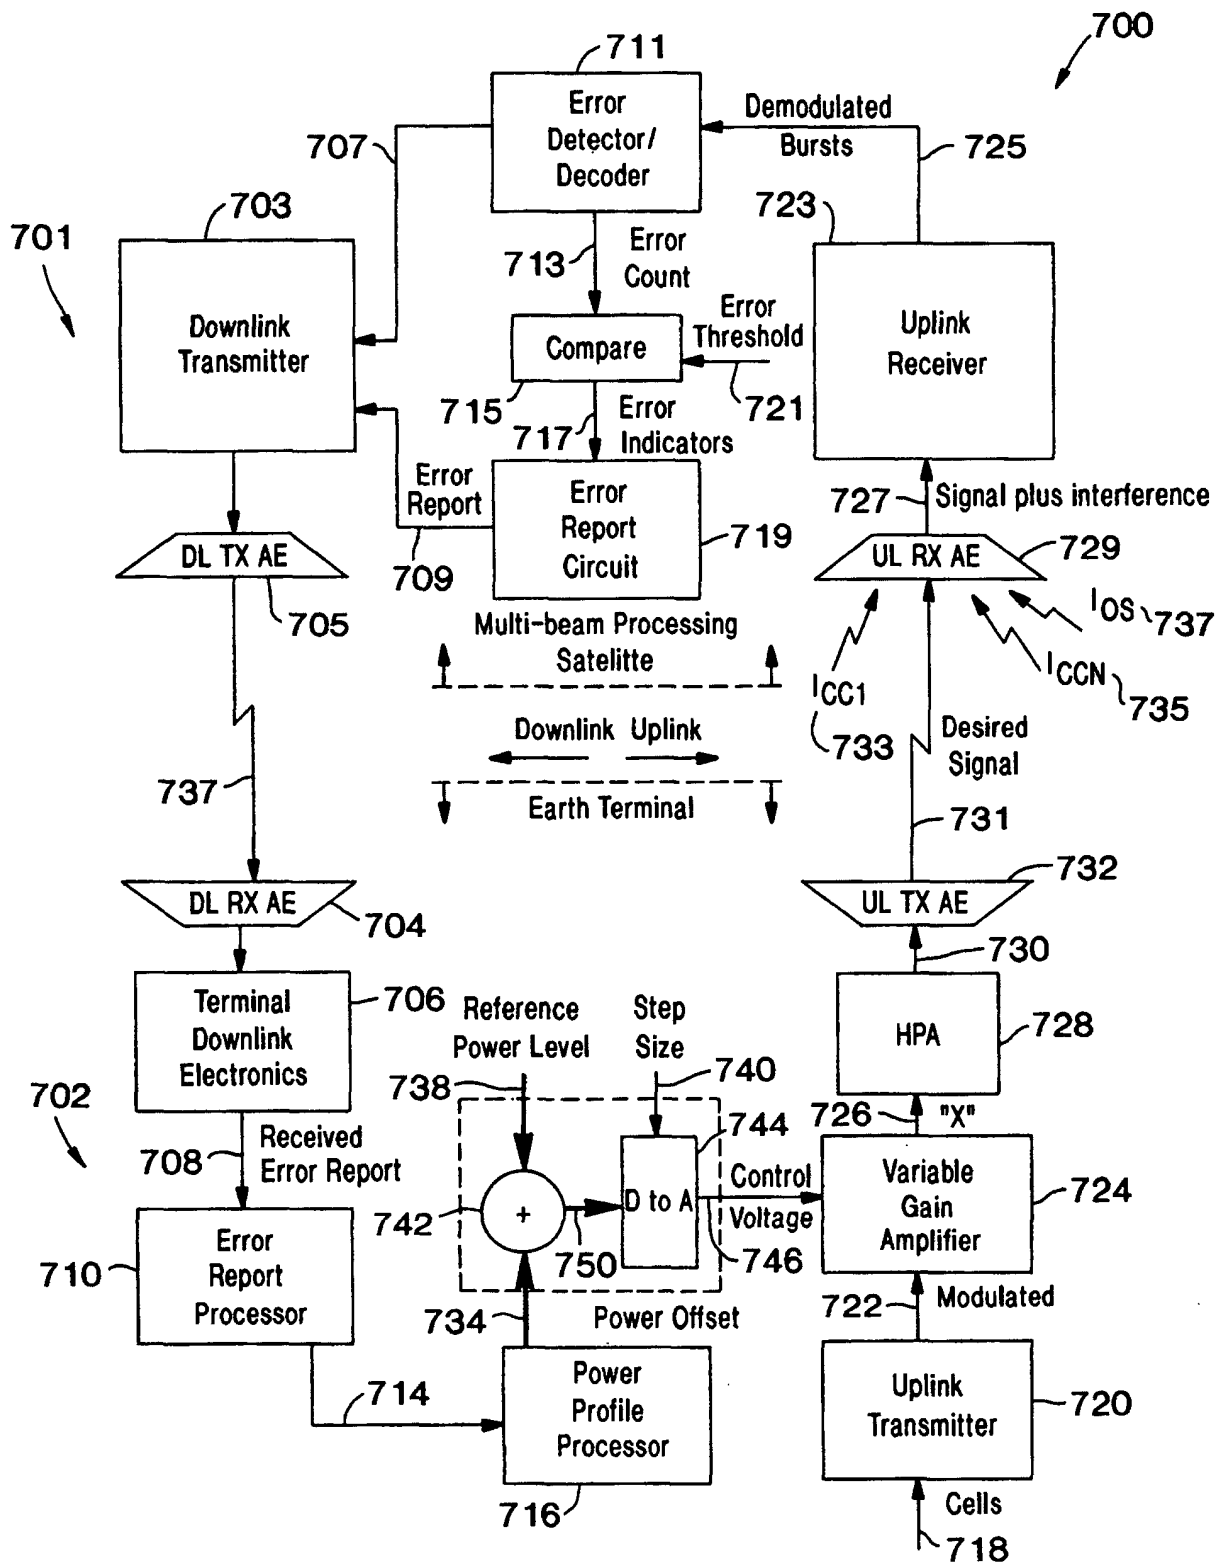 700
711
Error
Detector/
Decoder
Demodulated
Bursts
707
725
703
723
701
713
Error
Count
Error
Threshold
Downlink
Transmitter
Compare
Uplink
Receiver
715
717
Error
Indicators
721
Error
Report
Error
Report
Circuit
709
719
727
Signal plus interference
DL TX AE
705
UL RX AE
729
Multi-beam Processing
Satelitte
ICC1
733
IOS
737
ICCN
735
Downlink
Uplink
Desired
Signal
737
Earth Terminal
731
DL RX AE
704
UL TX AE
732
730
Terminal
Downlink
Electronics
706
Reference
Power Level
Step
Size
HPA
728
738
740
702
726
"X"
708
Received
Error Report
744
742
+
D to A
Control
Voltage
Variable
Gain
Amplifier
724
750
746
710
Error
Report
Processor
734
Power Offset
722
Modulated
714
Power
Profile
Processor
Uplink
Transmitter
720
716
Cells
718